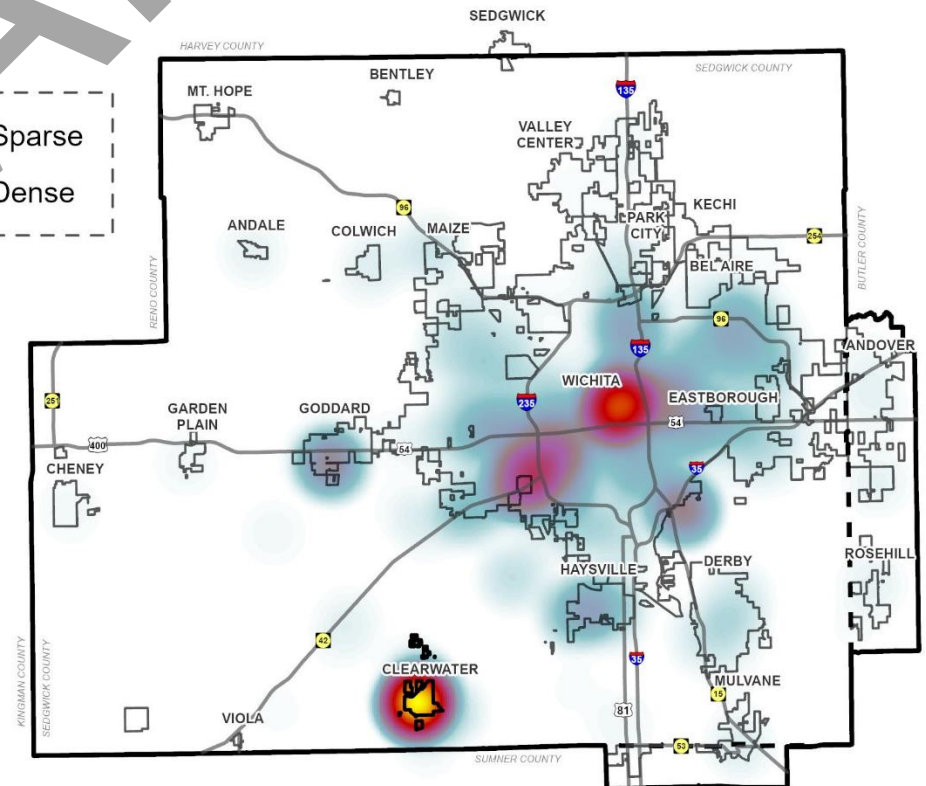 SEDGWICK
HARVEY COUNTY
SEDGWICK COUNTY
BENTLEY
MT. HOPE
135
Sparse
Dense
VALLEY
CENTER
96
KECHI
PARK
CITY
ANDALE
COLWICH
MAIZE
254
BEL AIRE
BUTLER COUNTY
RENO COUNTY
96
135
ANDOVER
WICHITA
EASTBOROUGH
251
235
GARDEN
PLAIN
GODDARD
54
400
54
CHENEY
35
HAYSVILLE
DERBY
ROSEHILL
42
KINGMAN COUNTY
SEDGWICK COUNTY
35
CLEARWATER
MULVANE
15
81
VIOLA
53
SUMNER COUNTY